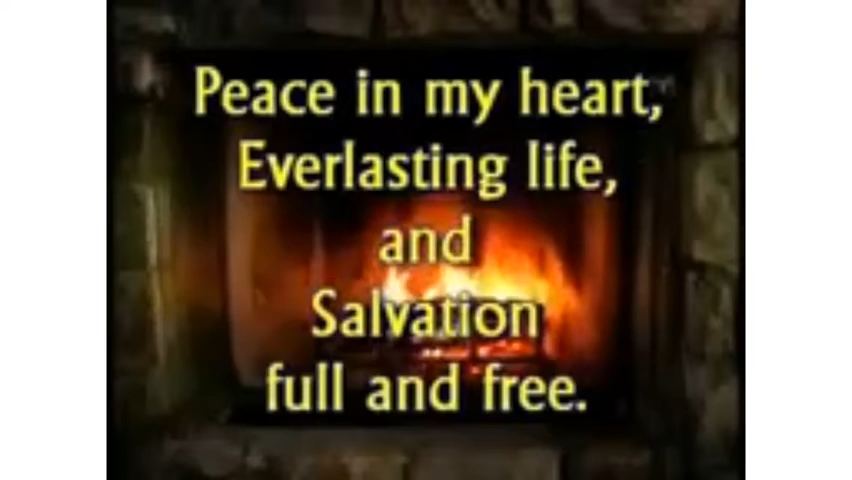 Peace in my heart,
Everlasting life,
and
Salvation
full and free.